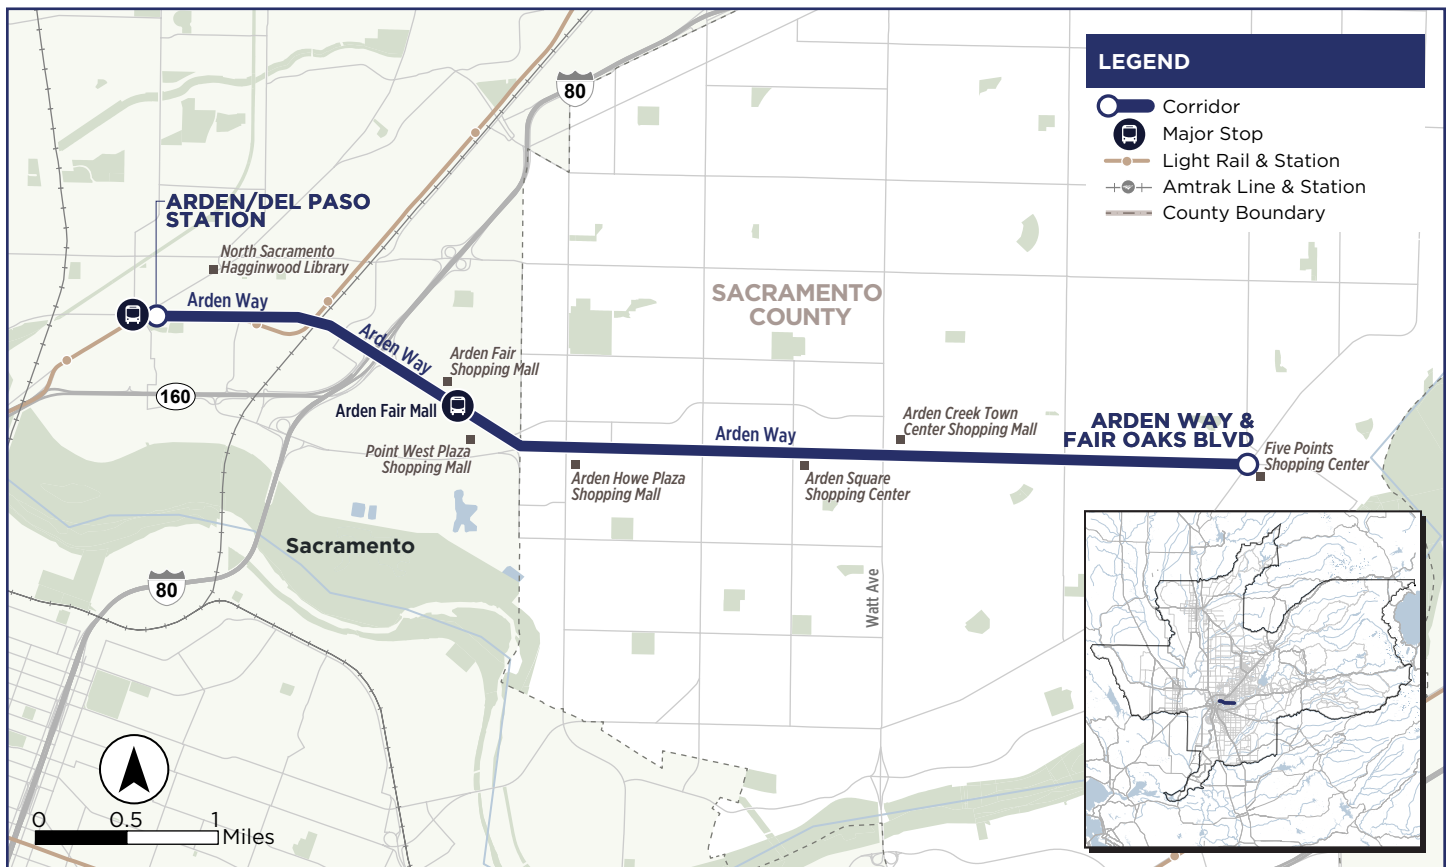 80
LEGEND
Corridor
Major Stop
Light Rail & Station
Amtrak Line & Station
County Boundary
ARDEN/DEL PASO
STATION
North Sacramento
Hagginwood Library
Arden Way
SACRAMENTO
COUNTY
Arden Way
Arden Fair
Shopping Mall
160
Arden Fair Mall
Point West Plaza
Shopping Mall
Arden Way
Arden Creek Town
Center Shopping Mall
ARDEN WAY &
FAIR OAKS BLVD
Five Points
Shopping Center
Arden Howe Plaza
Shopping Mall
Arden Square
Shopping Center
Sacramento
80
Watt Ave
0 0.5 1
Miles